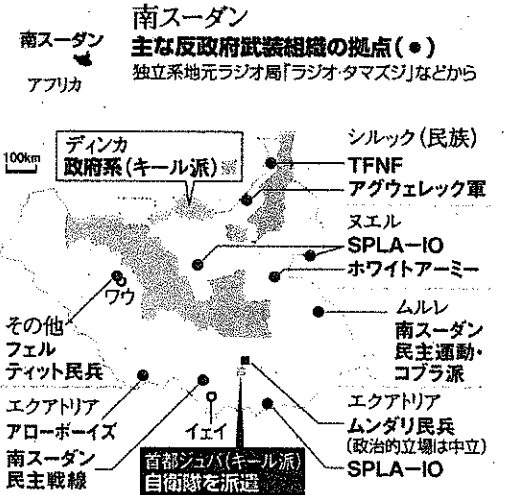 南スーダン
アフリカ
南スーダン
主な反政府武装組織の拠点(●)
独立系地元ラジオ局「ラジオ・タマズジ」などから
100km
ディンカ
政府系(キール派)
シルック(民族)
TFNF
アグウェレック軍
ヌエル
SPLA－IO
ホワイトアーミー
ムルレ
南スーダン
民主運動・
コブラ派
ワウ
その他
フェル
ティット民兵
エクアトリア
アローボーイズ
南スーダン
民主戦線
イェイ
首都ジュバ(キール派)
自衛隊を派遣
エクアトリア
ムンダリ民兵
(政治的立場は中立)
SPLA－IO